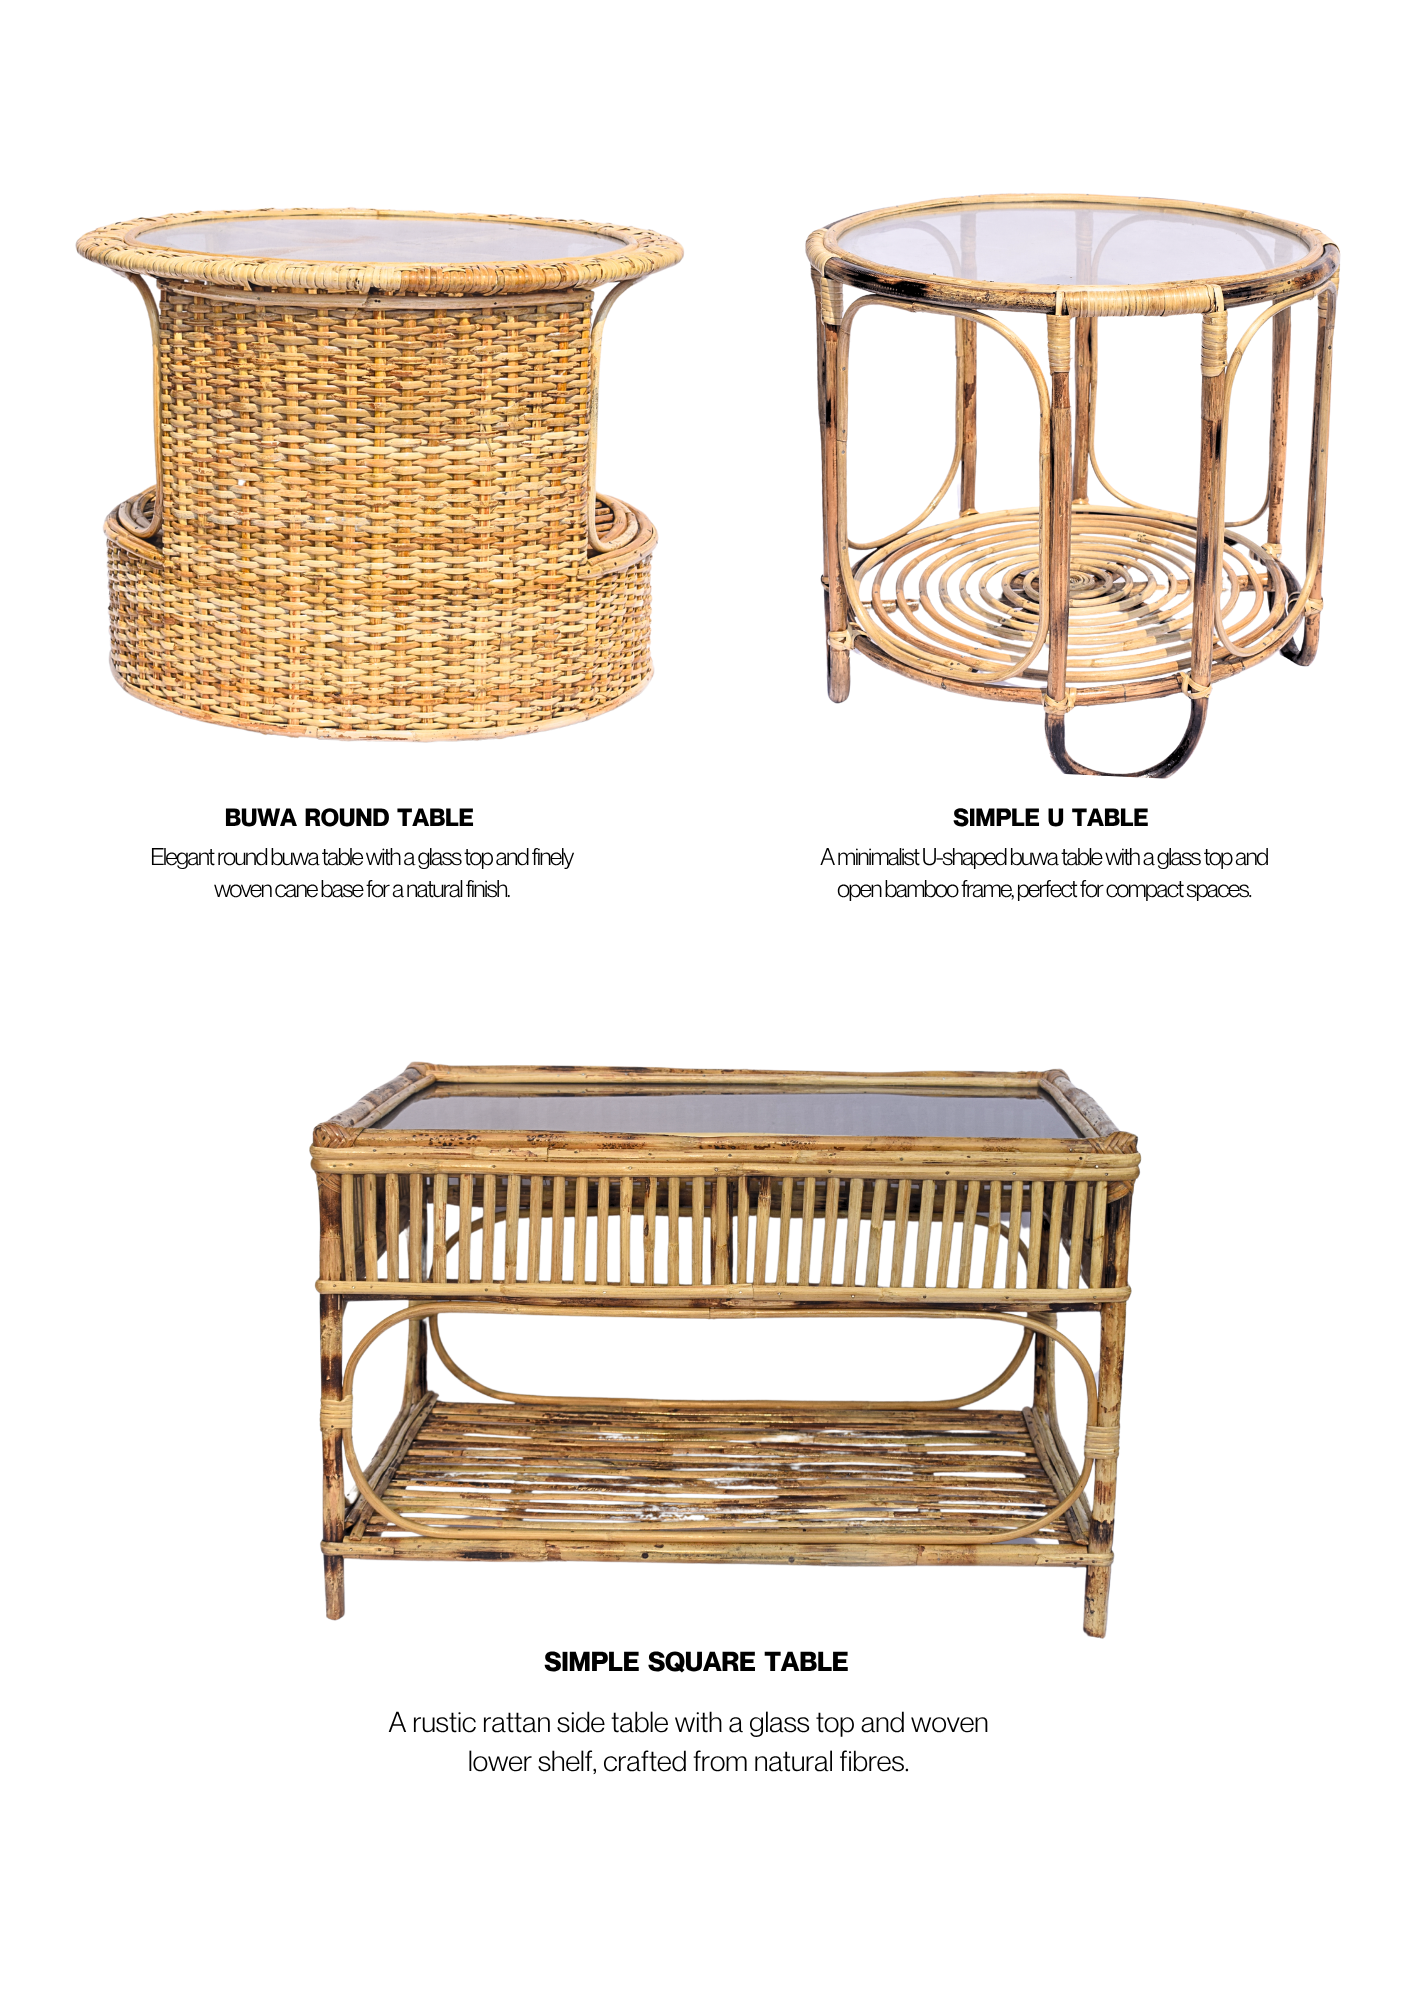 BUWA ROUND TABLE
Elegant round buwa table with a glass top and finely
woven cane base for a natural finish.
SIMPLE U TABLE
A minimalist U-shaped buwa table with a glass top and
open bamboo frame, perfect for compact spaces.
SIMPLE SQUARE TABLE
A rustic rattan side table with a glass top and woven
lower shelf, crafted from natural fibres.